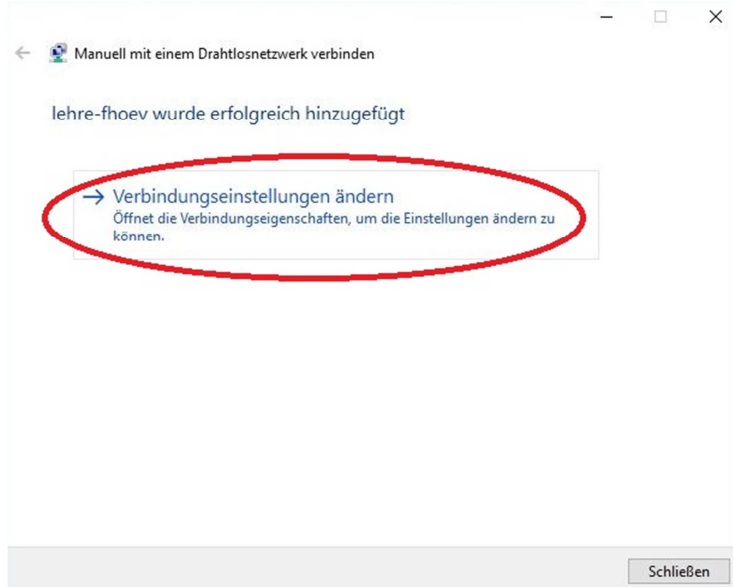 Manuell mit einem Drahtlosnetzwerk verbinden
lehre-fhoev wurde erfolgreich hinzugefügt
Verbindungseinstellungen ändern
Öffnet die Verbindungseigenschaften, um die Einstellungen ändern zu
können.
Schließen